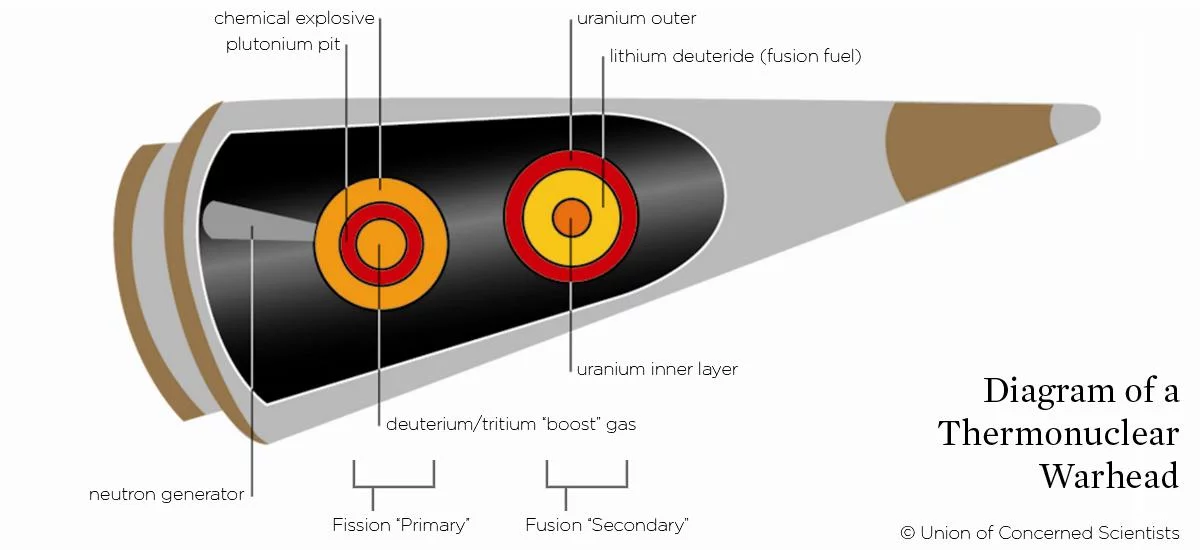 chemical explosive
plutonium pit
uranium outer
lithium deuteride (fusion fuel)
uranium inner layer
deuterium/tritium “boost” gas
neutron generator
Fission “Primary”
Fusion “Secondary”
Diagram of a
Thermonuclear
Warhead
© Union of Concerned Scientists